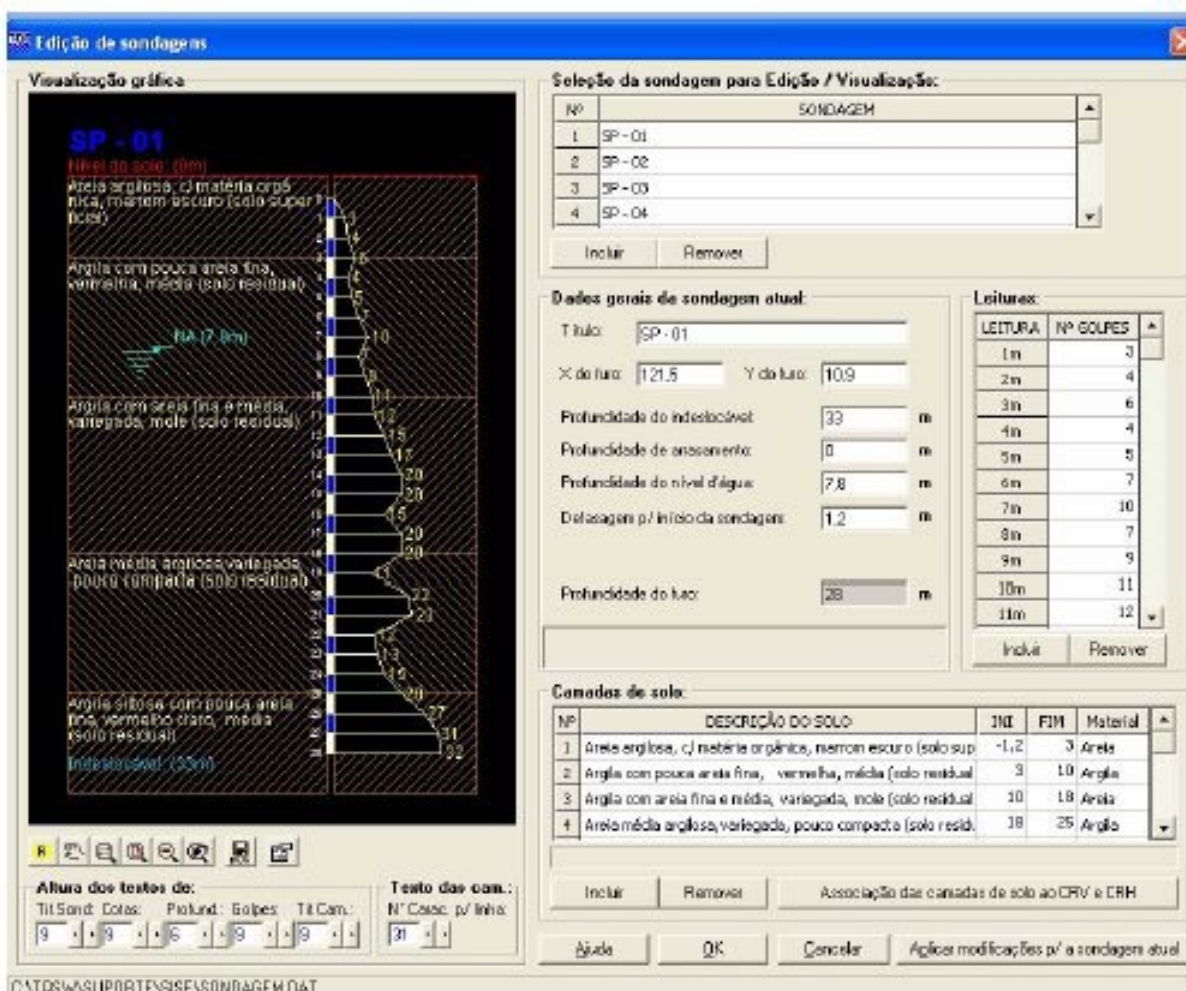 Edição de sondagens
Visualização gráfica
SP - 01
Nível do solo: (0m)
Areia argilosa, c/ matéria orgâ
nica, marrom escuro (solo super
ficial)
Argila com pouca areia fina,
vermelha, média (solo residual)
NA (7.8m)
Argila com areia fina e média,
variegada, mole (solo residual)
Areia média argilosa, variegada,
pouco compacta (solo residual)
Argila siltosa com pouca areia
fina, vermelho claro, média
(solo residual)
Indeslocável: (33m)
Altura dos textos de:
Tit.Sond: Cotas: Profund.: Golpes: Tit.Cam.:
9 9 6 9 9
Texto das cam.:
N° Carac. p/ linha:
31
Seleção da sondagem para Edição / Visualização:
Nº SONDAGEM
1 SP - 01
2 SP - 02
3 SP - 03
4 SP - 04
Incluir Remover
Dados gerais da sondagem atual:
Título: SP - 01
X do furo: 121,5 Y do furo: 10,9
Profundidade do indeslocável: 33 m
Profundidade de arrasamento: 0 m
Profundidade do nível d'água: 7,8 m
Defasagem p/ início da sondagem: 1,2 m
Profundidade do furo: 28 m
Leituras:
LEITURA Nº GOLPES
1m 3
2m 4
3m 6
4m 4
5m 5
6m 7
7m 10
8m 7
9m 9
10m 11
11m 12
Incluir Remover
Camadas de solo:
Nº DESCRIÇÃO DO SOLO INI FIM Material
1 Areia argilosa, c/ matéria orgânica, marrom escuro (solo sup -1,2 3 Areia
2 Argila com pouca areia fina, vermelha, média (solo residual 3 10 Argila
3 Argila com areia fina e média, variegada, mole (solo residual 10 18 Areia
4 Areia média argilosa, variegada, pouco compacta (solo resid. 18 25 Argila
Incluir Remover Associação das camadas de solo ao CRV e CRH
Ajuda OK Cancelar Aplicar modificações p/ a sondagem atual
C:\TQSW\SUPORTE\SISE\SONDAGEM.DAT